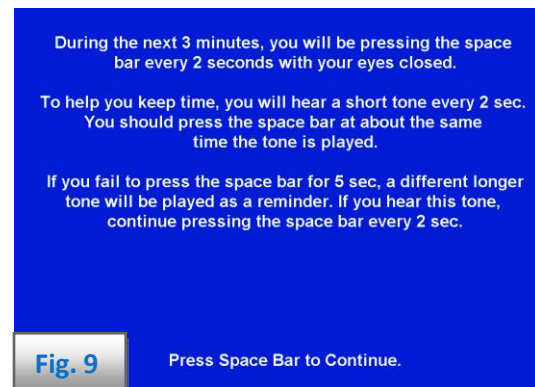 During the next 3 minutes, you will be pressing the space
bar every 2 seconds with your eyes closed.
To help you keep time, you will hear a short tone every 2 sec.
You should press the space bar at about the same
time the tone is played.
If you fail to press the space bar for 5 sec, a different longer
tone will be played as a reminder. If you hear this tone,
continue pressing the space bar every 2 sec.
Press Space Bar to Continue.
Fig. 9